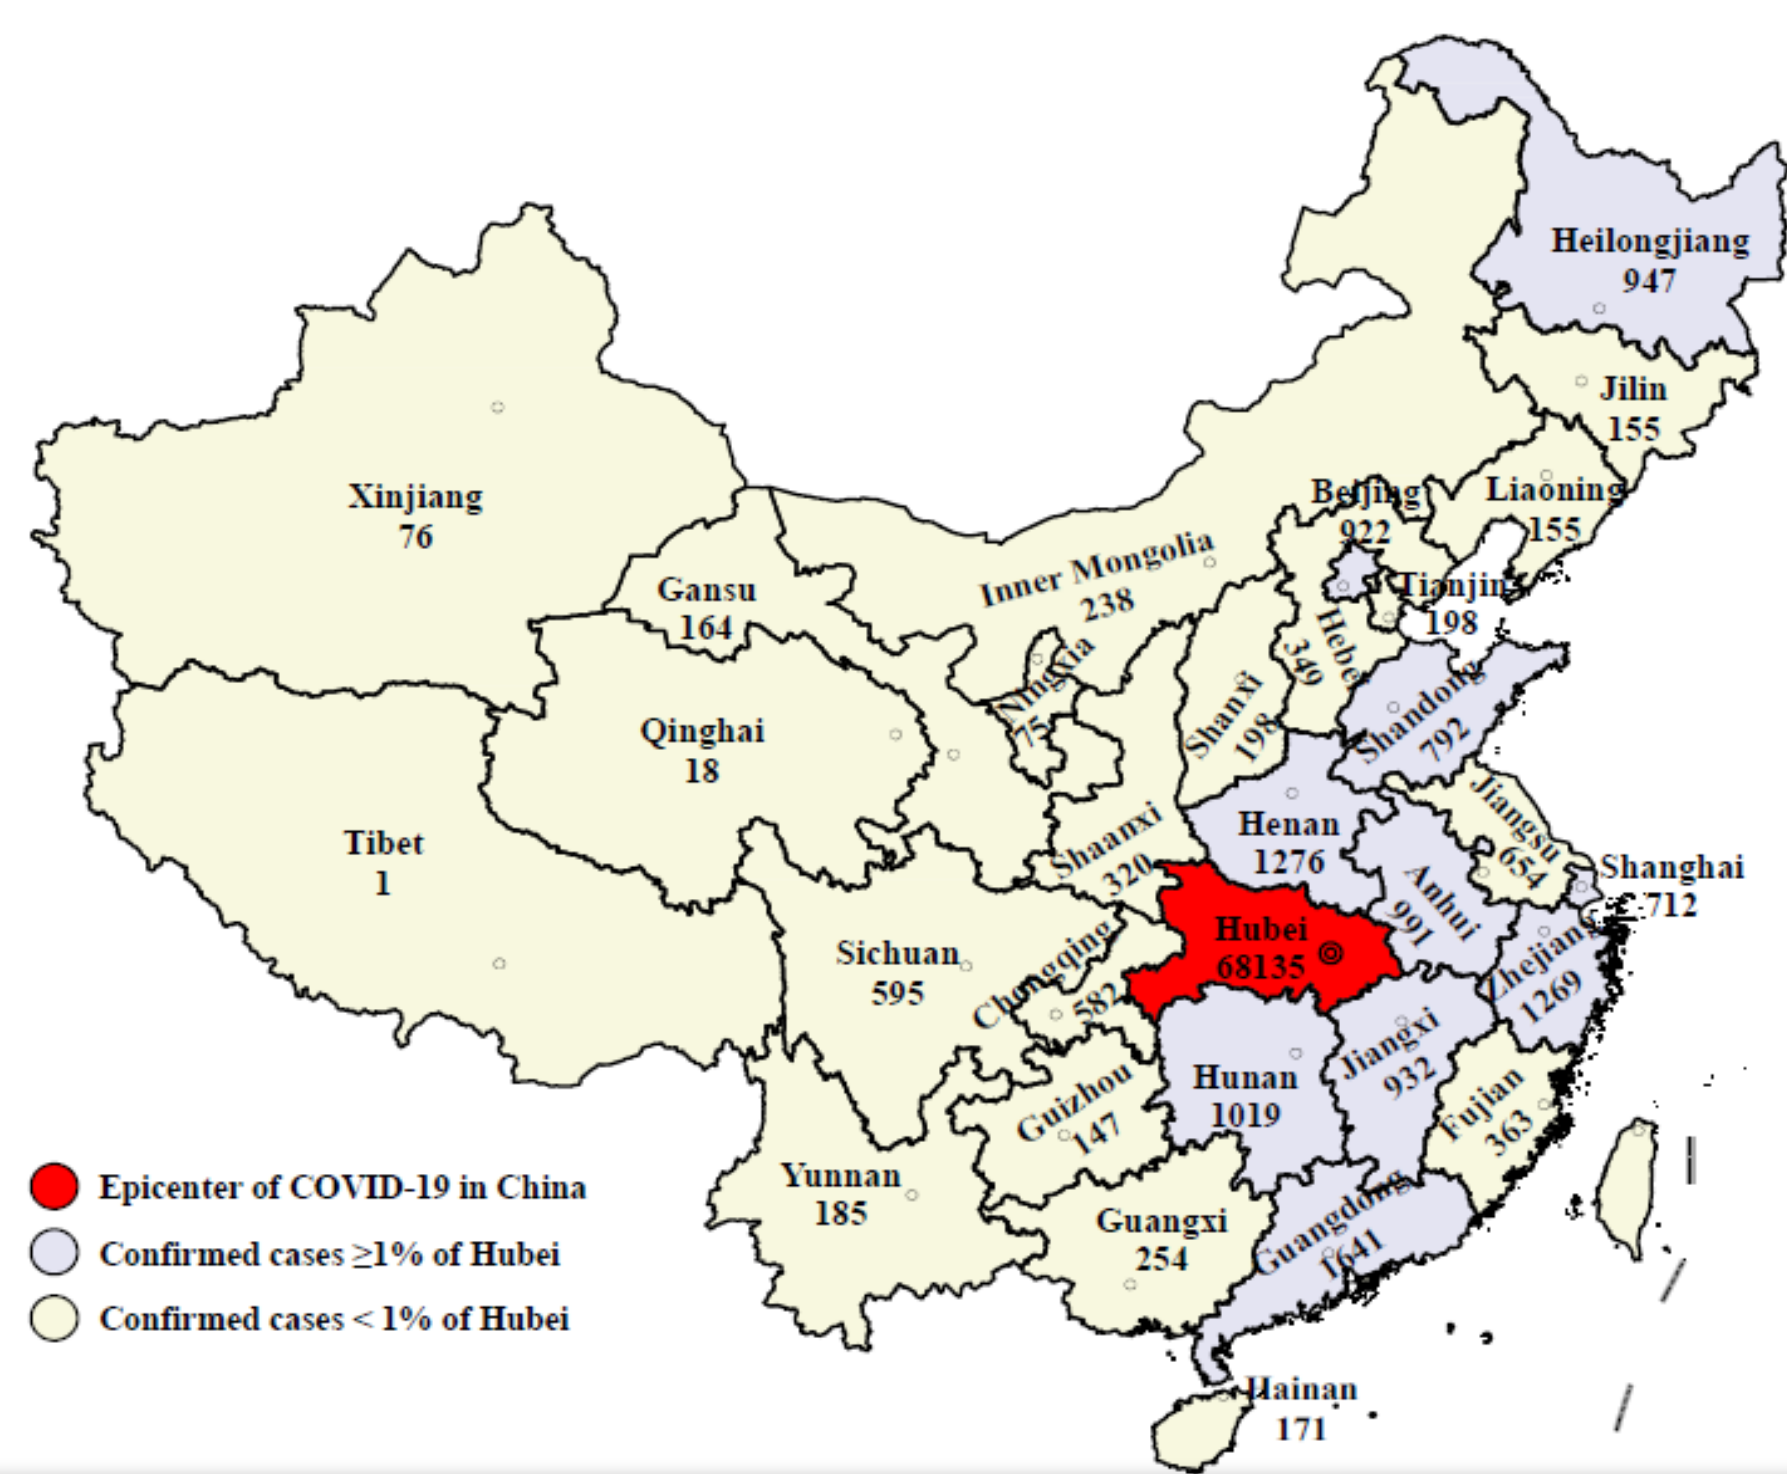 Heilongjiang
947
Jilin
155
Liaoning
155
Beijing
922
Xinjiang
76
Inner Mongolia
238
Gansu
164
Tianjin
198
Hebei
349
Ningxia
75
Shanxi
198
Shandong
792
Qinghai
18
Jiangsu
654
Tibet
1
Shaanxi
320
Henan
1276
Anhui
991
Shanghai
712
Hubei
68135
Sichuan
595
Chongqing
582
Zhejiang
1269
Hunan
1019
Jiangxi
932
Guizhou
147
Fujian
363
Yunnan
185
Guangxi
254
Guangdong
1641
Hainan
171
Epicenter of COVID-19 in China
Confirmed cases ≥1% of Hubei
Confirmed cases < 1% of Hubei